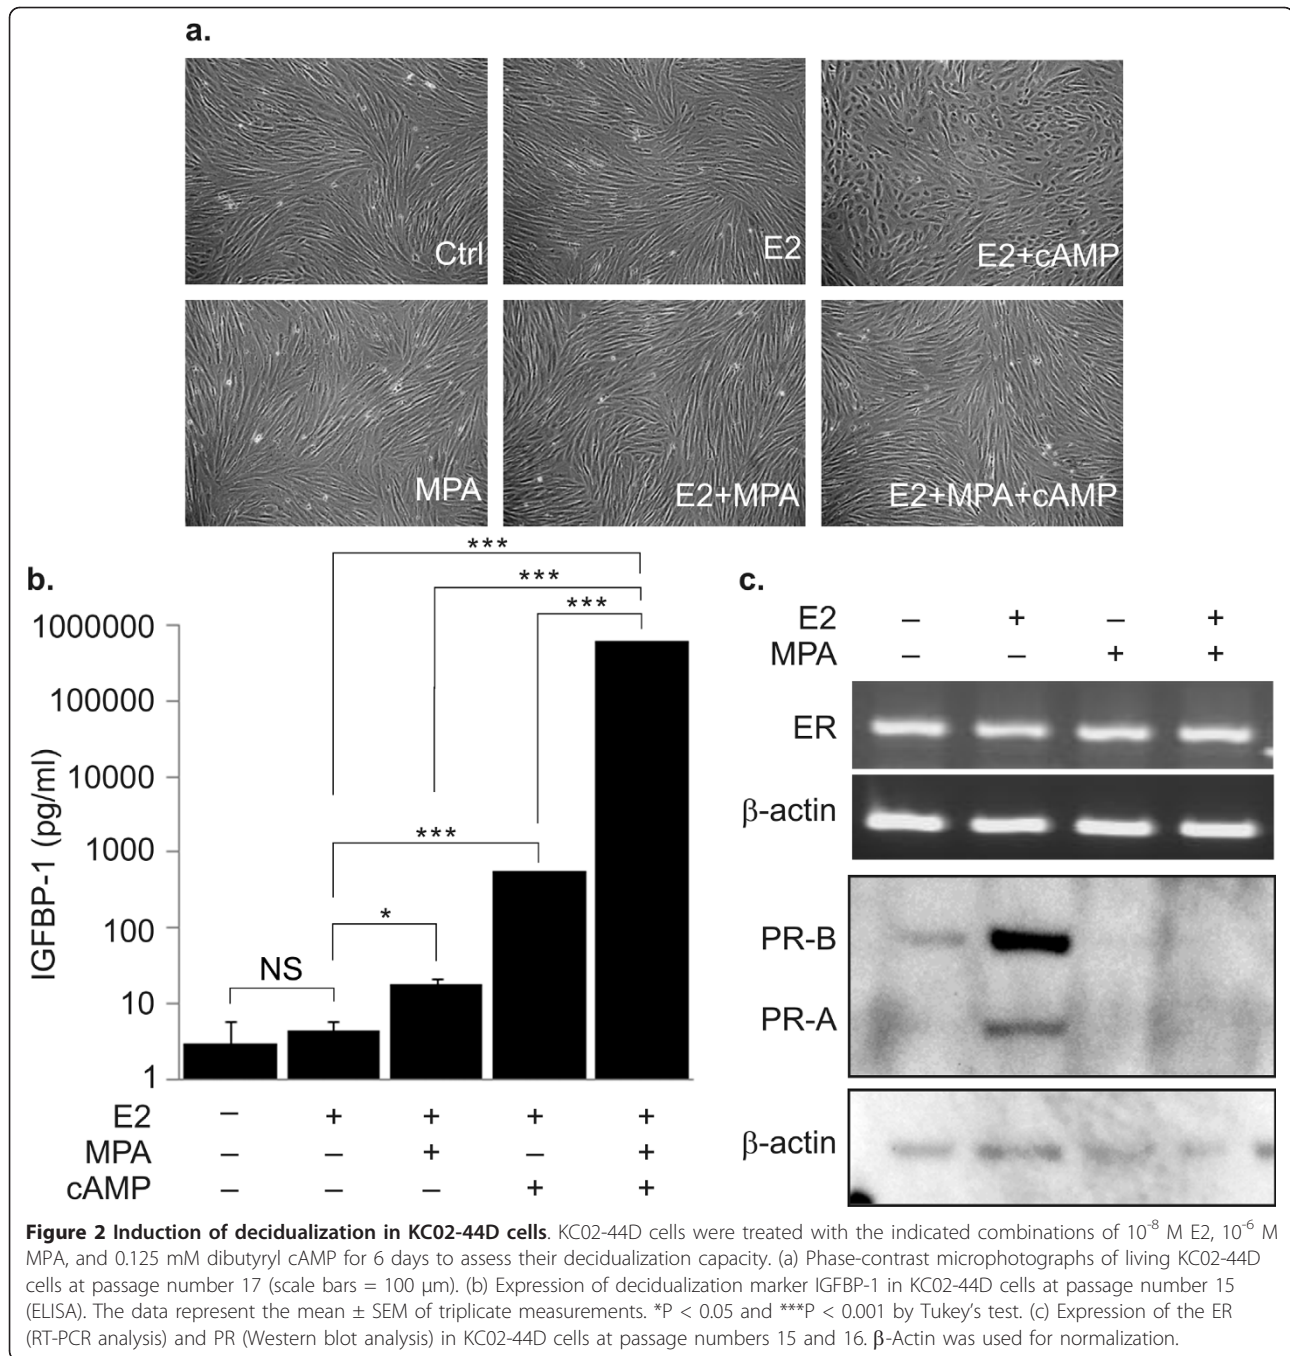 a.
Ctrl
E2
E2+cAMP
MPA
E2+MPA
E2+MPA+cAMP
b.
***
***
***
***
*
NS
IGFBP-1 (pg/ml)
1000000
100000
10000
1000
100
10
1
E2 – + + + +
MPA – – + – +
cAMP – – – + +
c.
E2 – + – +
MPA – – + +
ER
β-actin
PR-B
PR-A
β-actin
Figure 2 Induction of decidualization in KC02-44D cells. KC02-44D cells were treated with the indicated combinations of 10⁻⁸ M E2, 10⁻⁶ M
MPA, and 0.125 mM dibutyryl cAMP for 6 days to assess their decidualization capacity. (a) Phase-contrast microphotographs of living KC02-44D
cells at passage number 17 (scale bars = 100 μm). (b) Expression of decidualization marker IGFBP-1 in KC02-44D cells at passage number 15
(ELISA). The data represent the mean ± SEM of triplicate measurements. *P < 0.05 and ***P < 0.001 by Tukey's test. (c) Expression of the ER
(RT-PCR analysis) and PR (Western blot analysis) in KC02-44D cells at passage numbers 15 and 16. β-Actin was used for normalization.